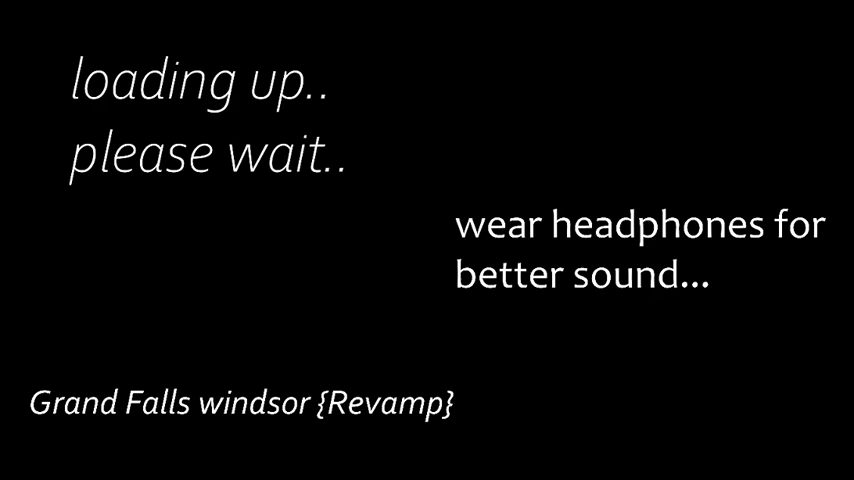 loading up..
please wait..
wear headphones for
better sound...
Grand Falls windsor {Revamp}